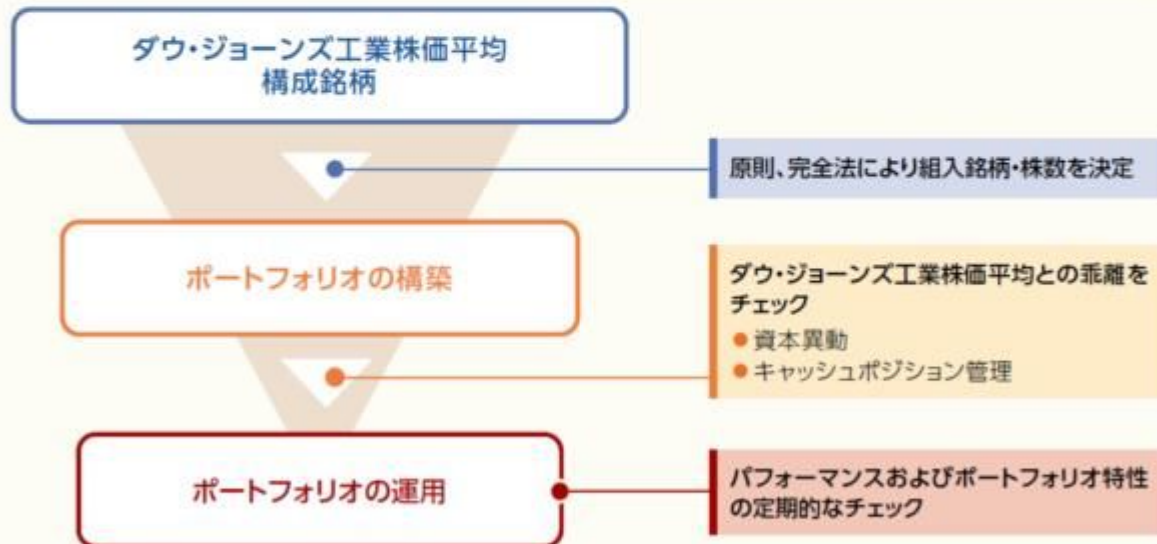 ダウ・ジョーンズ工業株価平均
構成銘柄
原則、完全法により組入銘柄・株数を決定
ポートフォリオの構築
ダウ・ジョーンズ工業株価平均との乖離を
チェック
●資本異動
●キャッシュポジション管理
ポートフォリオの運用
パフォーマンスおよびポートフォリオ特性
の定期的なチェック